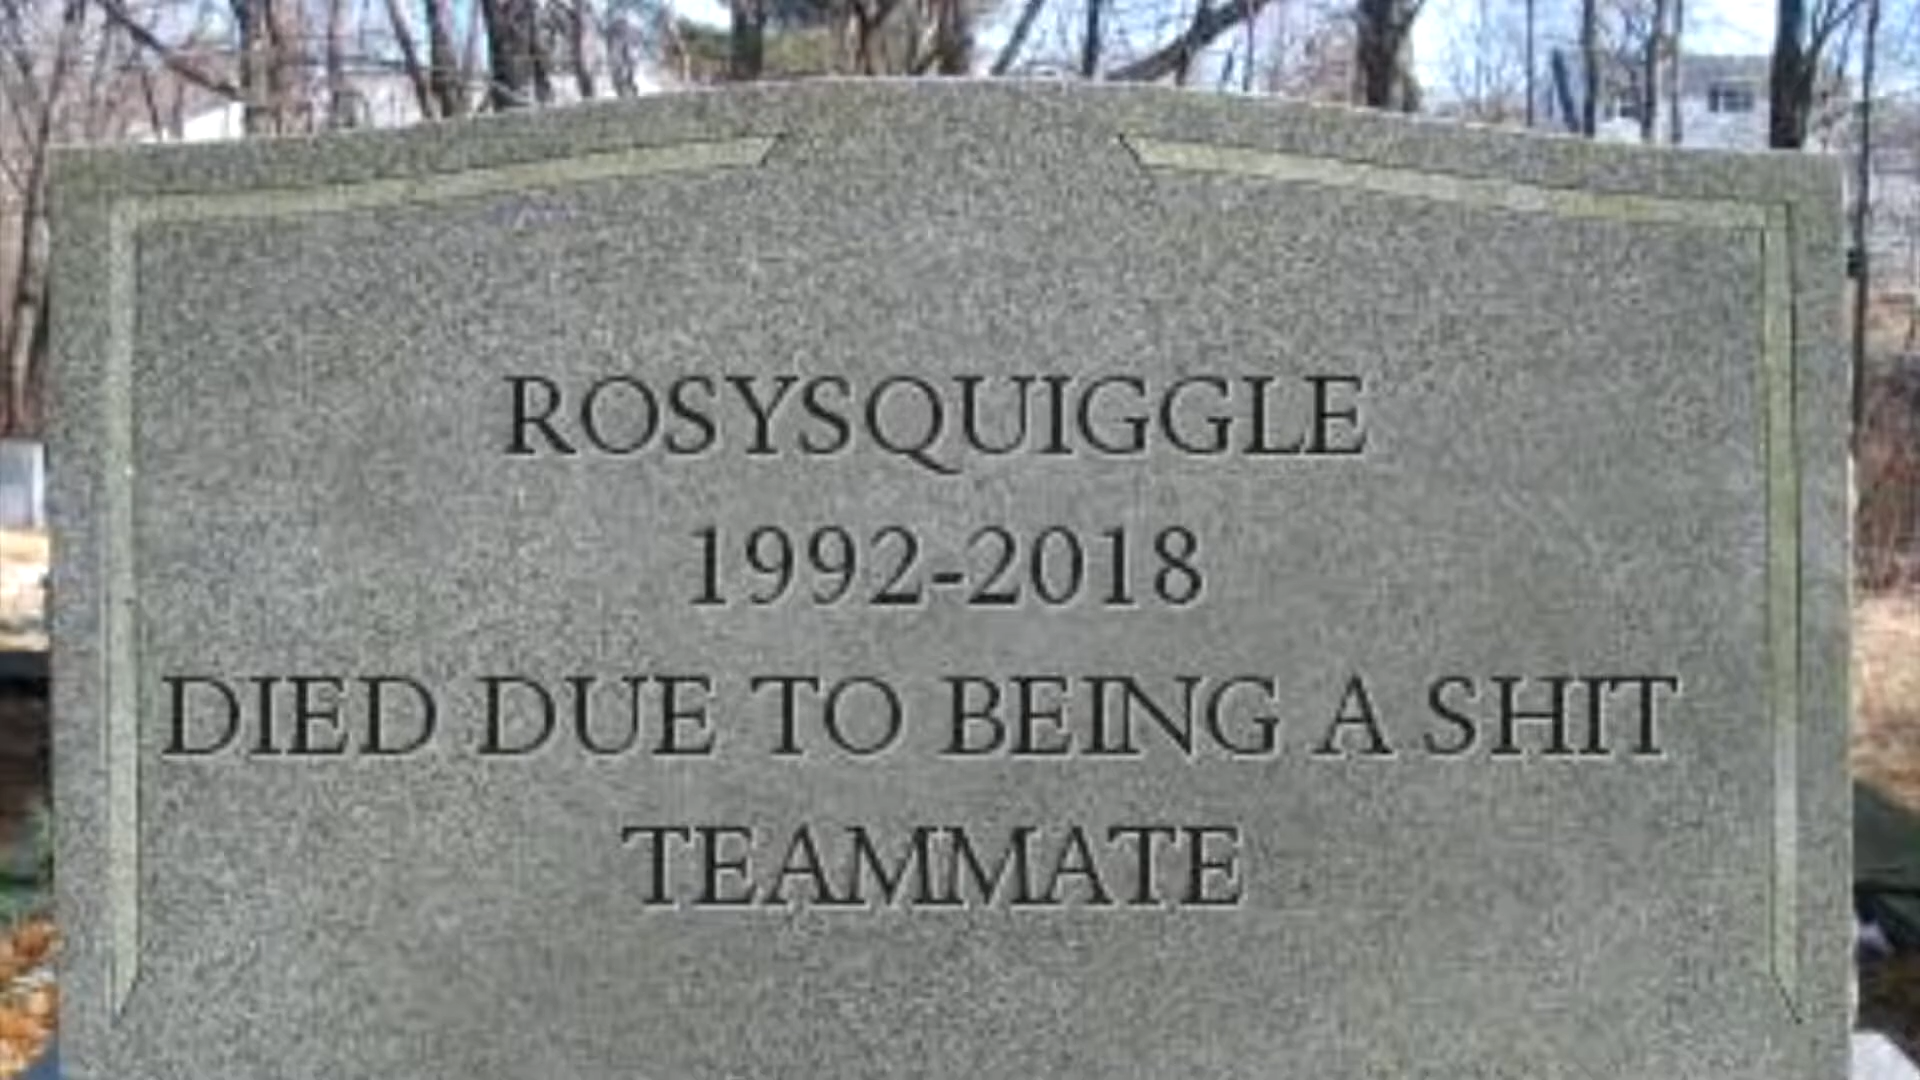 ROSYSQUIGGLE
1992-2018
DIED DUE TO BEING A SHIT
TEAMMATE